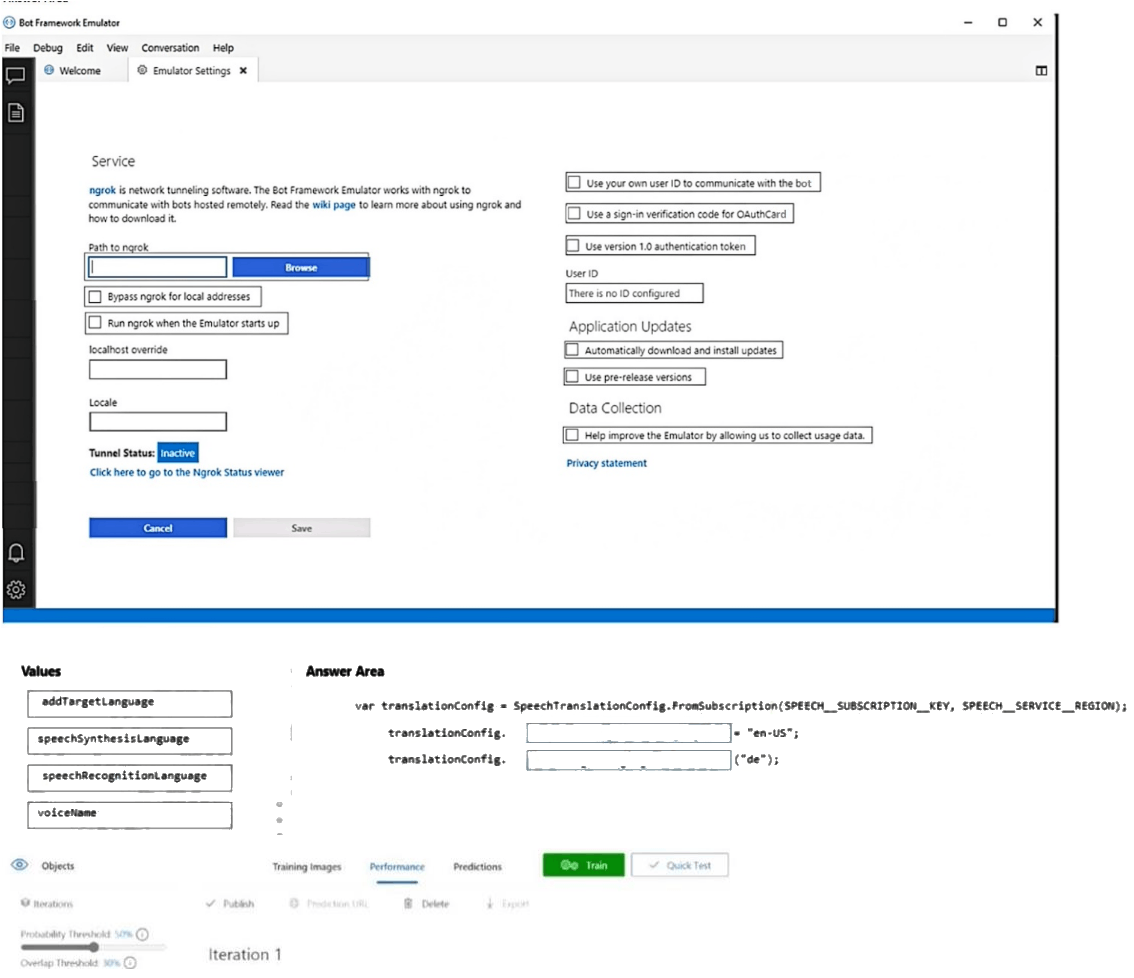 Bot Framework Emulator
File Debug Edit View Conversation Help
Welcome
Emulator Settings
Service
ngrok is network tunneling software. The Bot Framework Emulator works with ngrok to
communicate with bots hosted remotely. Read the wiki page to learn more about using ngrok and
how to download it.
Path to ngrok
Browse
Bypass ngrok for local addresses
Run ngrok when the Emulator starts up
localhost override
Locale
Tunnel Status: Inactive
Click here to go to the Ngrok Status viewer
Cancel
Save
Use your own user ID to communicate with the bot
Use a sign-in verification code for OAuthCard
Use version 1.0 authentication token
User ID
There is no ID configured
Application Updates
Automatically download and install updates
Use pre-release versions
Data Collection
Help improve the Emulator by allowing us to collect usage data.
Privacy statement
Values
addTargetLanguage
speechSynthesisLanguage
speechRecognitionLanguage
voiceName
Answer Area
var translationConfig = SpeechTranslationConfig.FromSubscription(SPEECH__SUBSCRIPTION__KEY, SPEECH__SERVICE__REGION);
translationConfig. = "en-US";
translationConfig. ("de");
Objects
Training Images Performance Predictions
Train
Quick Test
Iterations
Publish Prediction URL Delete Export
Probability Threshold: 50%
Iteration 1
Overlap Threshold: 30%